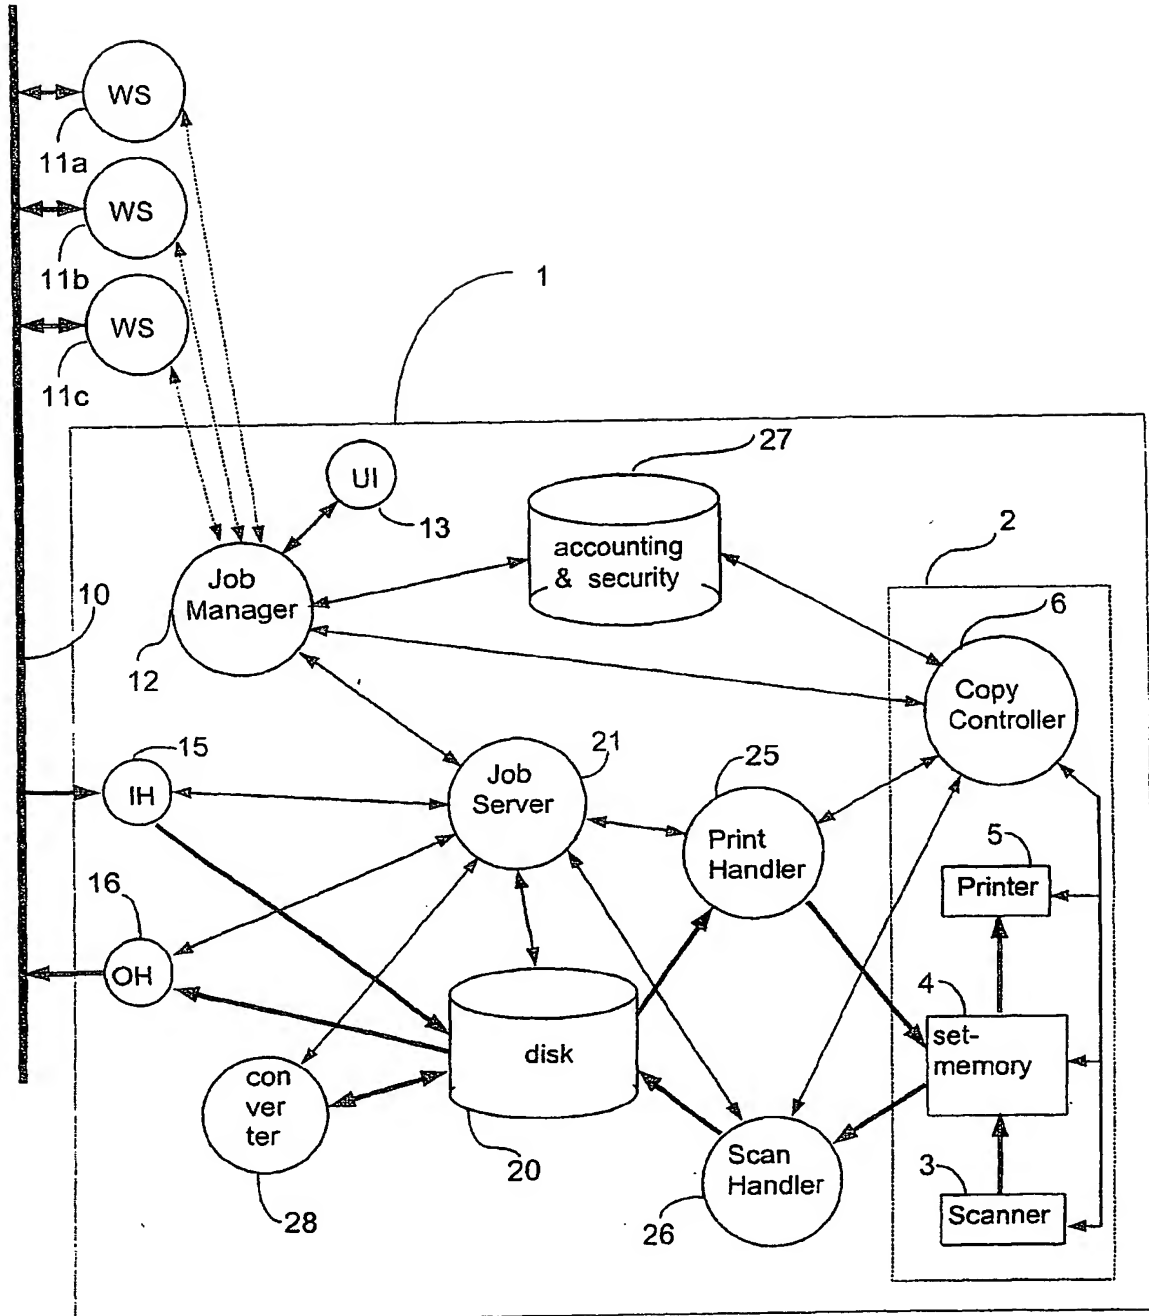 WS
11a
WS
11b
WS
11c
1
27
UI
13
accounting
& security
2
Job
Manager
10
12
6
Copy
Controller
15
IH
21
Job
Server
25
Print
Handler
5
Printer
16
OH
4
set-
memory
disk
con
ver
ter
20
28
Scan
Handler
26
3
Scanner